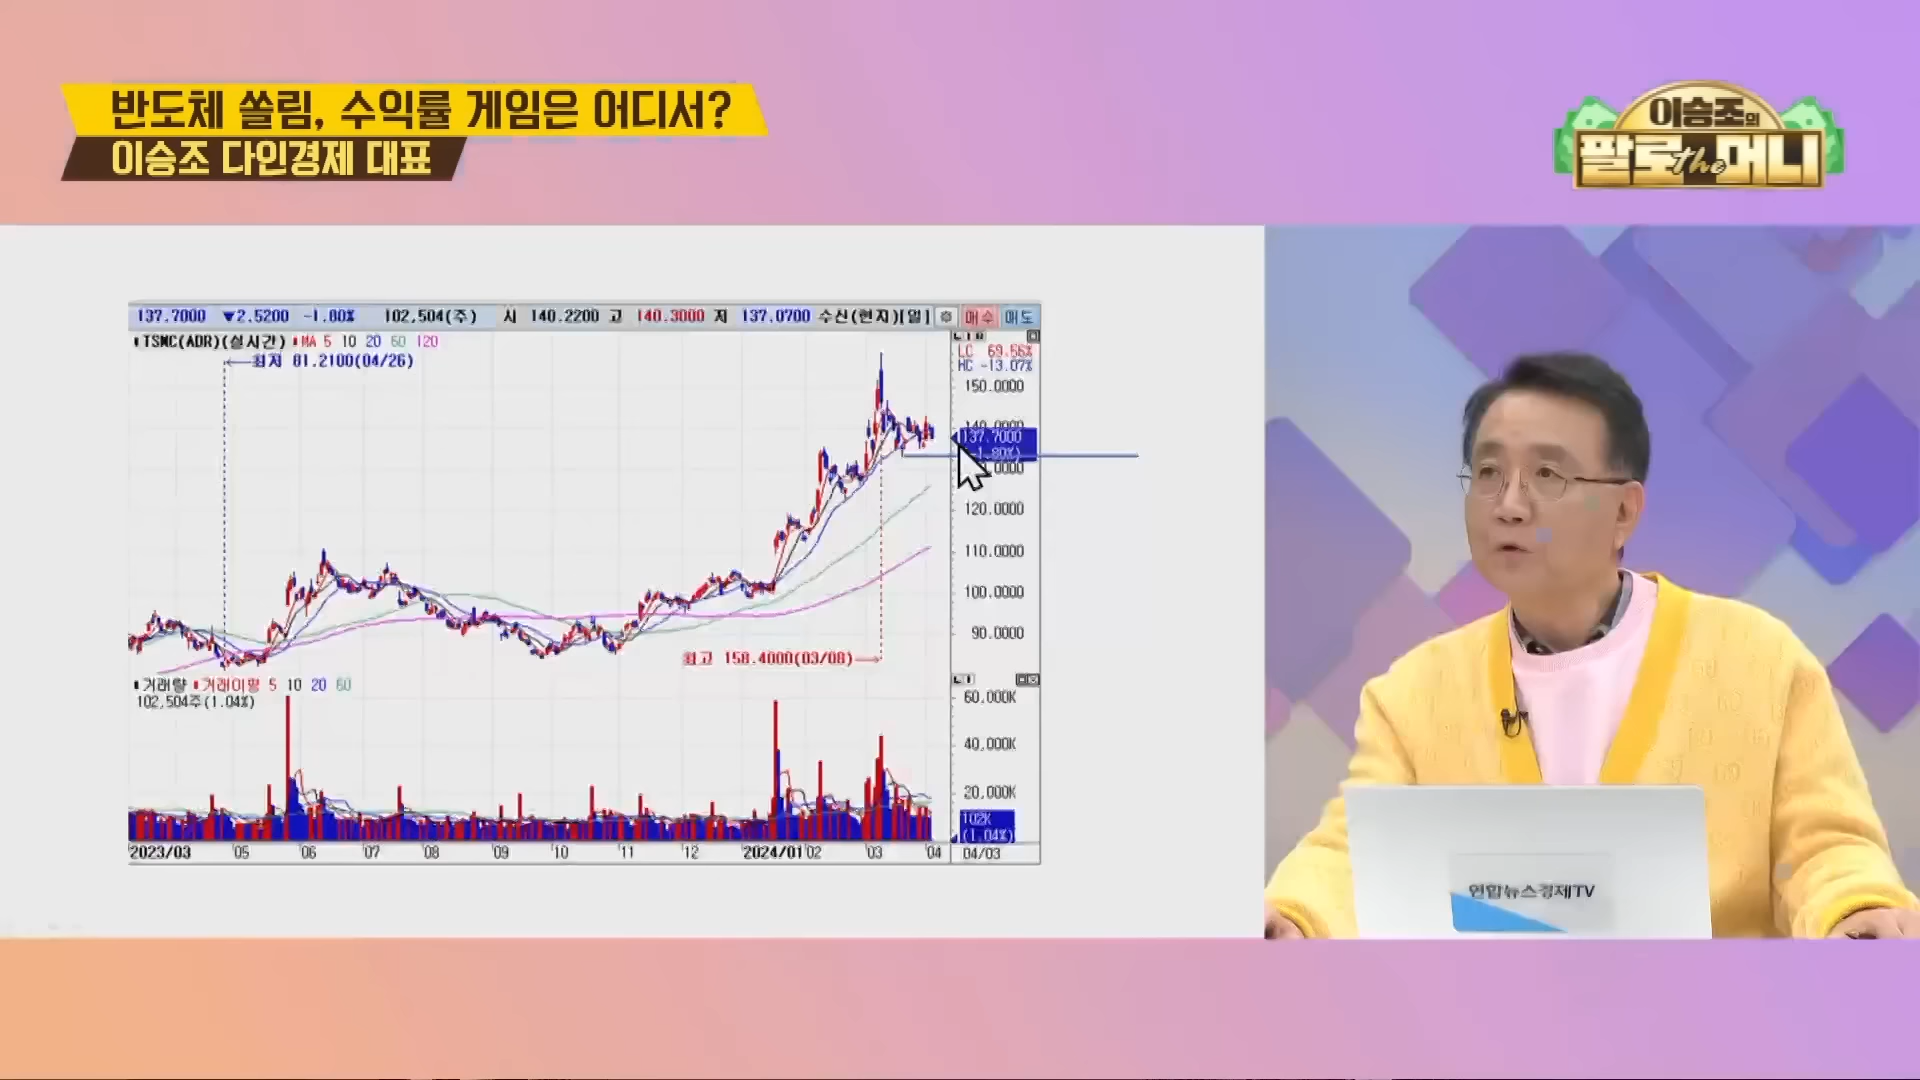 반도체 쏠림, 수익률 게임은 어디서?
이승조 다인경제 대표
이승조의
팔로 the 머니
137.7000 ▼2.5200 -1.80% 102,504(주) 시 140.2200 고 140.3000 저 137.0700 수신(현지)[일] 매수 매도
TSMC(ADR)(실시간) MA 5 10 20 60 120
최저 81.2100(04/26)
LC 69.56%
HC -13.07%
150.0000
140.0000
137.7000
-1.80%)
120.0000
110.0000
100.0000
90.0000
최고 158.4000(03/08)
거래량 거래이평 5 10 20 60
102,504주(1.04%)
60,000K
40,000K
20,000K
102K
(1.04%)
2023/03 05 06 07 08 09 10 11 12 2024/01 02 03 04 04/03
연합뉴스경제TV